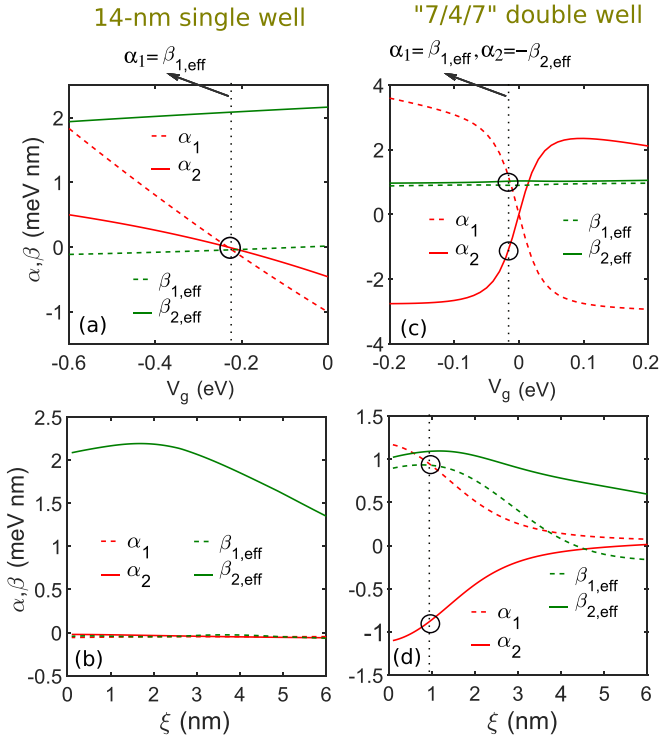 14-nm single well
"7/4/7" double well
α₁= β₁,eff
α₁= β₁,eff, α₂=−β₂,eff
α,β (meV nm)
2
1
0
-1
α₁
α₂
β₁,eff
β₂,eff
(a)
-0.6 -0.4 -0.2 0
Vg (eV)
4
2
0
-2
-4
α₁
α₂
β₁,eff
β₂,eff
(c)
-0.2 -0.1 0 0.1 0.2
Vg (eV)
α,β (meV nm)
2.5
2
1.5
1
0.5
0
-0.5
α₁
α₂
β₁,eff
β₂,eff
(b)
0 1 2 3 4 5 6
ξ (nm)
1.5
1
0.5
0
-0.5
-1
-1.5
β₁,eff
β₂,eff
α₁
α₂
(d)
0 1 2 3 4 5 6
ξ (nm)